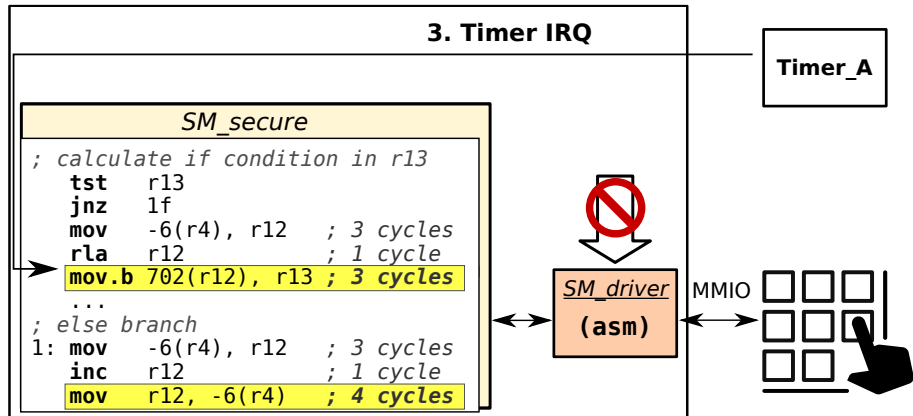 3. Timer IRQ
Timer_A
SM_secure
; calculate if condition in r13
tst r13
jnz 1f
mov -6(r4), r12 ; 3 cycles
rla r12 ; 1 cycle
mov.b 702(r12), r13 ; 3 cycles
...
; else branch
1: mov -6(r4), r12 ; 3 cycles
inc r12 ; 1 cycle
mov r12, -6(r4) ; 4 cycles
SM_driver
(asm)
MMIO